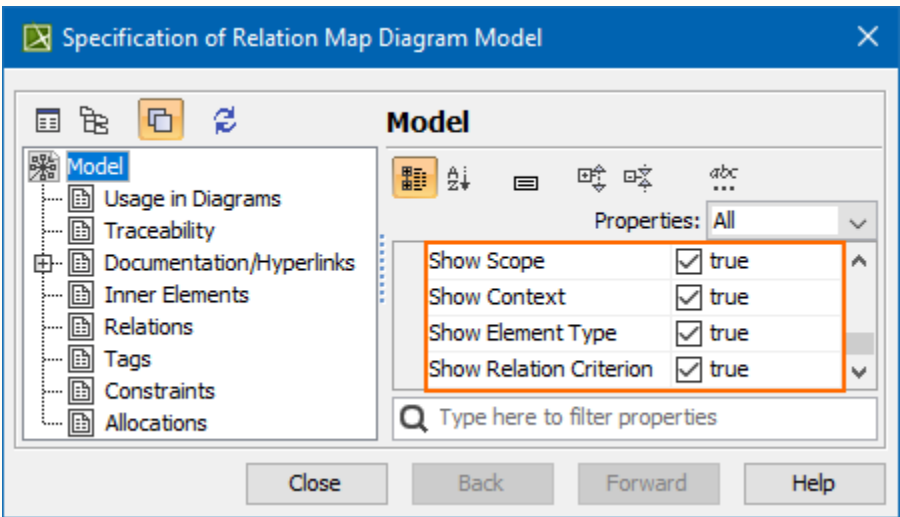 Specification of Relation Map Diagram Model
Model
Model
Usage in Diagrams
Traceability
Documentation/Hyperlinks
Inner Elements
Relations
Tags
Constraints
Allocations
A
Z
abc
...
Properties: All
Show Scope true
Show Context true
Show Element Type true
Show Relation Criterion true
Type here to filter properties
Close Back Forward Help